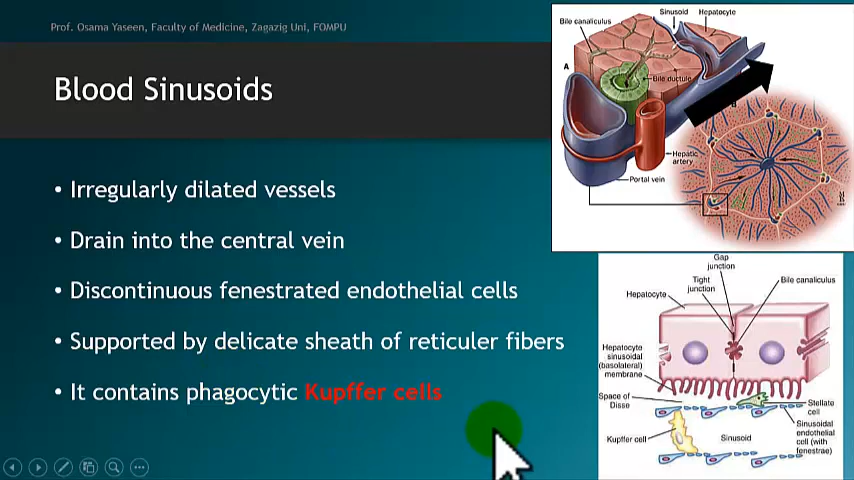 Prof. Osama Yaseen, Faculty of Medicine, Zagazig Uni, FOMPU
Blood Sinusoids
• Irregularly dilated vessels
• Drain into the central vein
• Discontinuous fenestrated endothelial cells
• Supported by delicate sheath of reticuler fibers
• It contains phagocytic Kupffer cells
Sinusoid
Hepatocyte
Bile canaliculus
A
Bile ductule
B
Hepatic
artery
Portal vein
Gap
junction
Tight
junction
Bile canaliculus
Hepatocyte
Hepatocyte
sinusoidal
(basolateral)
membrane
Space of
Disse
Stellate
cell
Kupffer cell
Sinusoid
Sinusoidal
endothelial
cell (with
fenestrae)